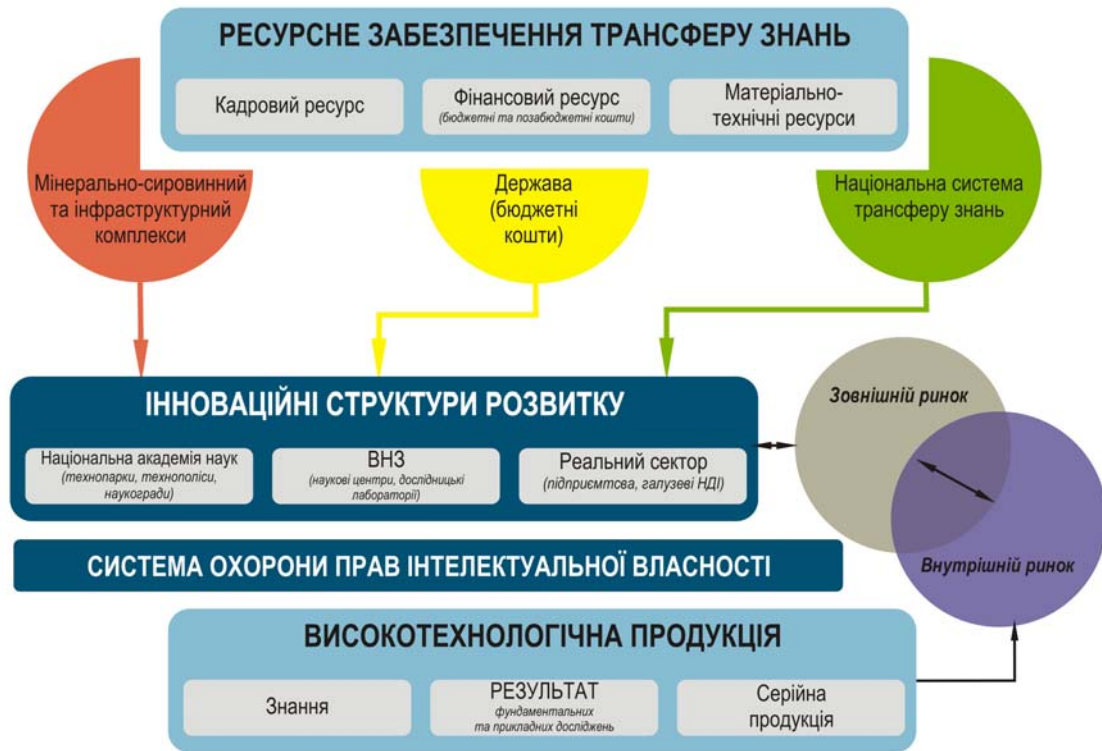 РЕСУРСНЕ ЗАБЕЗПЕЧЕННЯ ТРАНСФЕРУ ЗНАНЬ
Кадровий ресурс
Фінансовий ресурс
(бюджетні та позабюджетні кошти)
Матеріально-
технічні ресурси
Мінерально-сировинний
та інфраструктурний
комплекси
Держава
(бюджетні
кошти)
Національна система
трансферу знань
ІННОВАЦІЙНІ СТРУКТУРИ РОЗВИТКУ
Національна академія наук
(технопарки, технополіси,
наукогради)
ВНЗ
(наукові центри, дослідницькі
лабораторії)
Реальний сектор
(підприємтсва, галузеві НДІ)
Зовнішній ринок
Внутрішній ринок
СИСТЕМА ОХОРОНИ ПРАВ ІНТЕЛЕКТУАЛЬНОЇ ВЛАСНОСТІ
ВИСОКОТЕХНОЛОГІЧНА ПРОДУКЦІЯ
Знання
РЕЗУЛЬТАТ
фундаментальних
та прикладних досліджень
Серійна
продукція